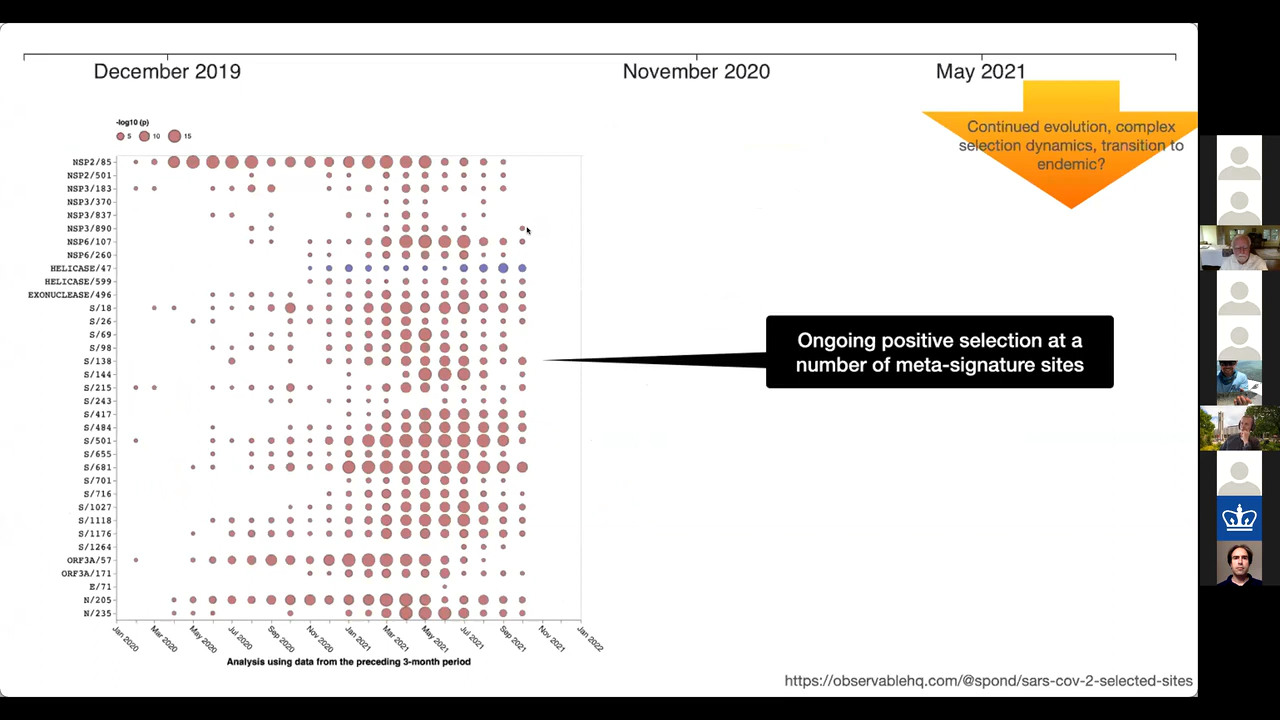 December 2019
November 2020
May 2021
Continued evolution, complex
selection dynamics, transition to
endemic?
-log10 (p)
5
10
15
NSP2/85
NSP2/501
NSP3/183
NSP3/370
NSP3/837
NSP3/890
NSP6/107
NSP6/260
HELICASE/47
HELICASE/599
EXONUCLEASE/496
S/18
S/26
S/69
S/98
S/138
S/144
S/215
S/243
S/417
S/484
S/501
S/655
S/681
S/701
S/716
S/1027
S/1118
S/1176
S/1264
ORF3A/57
ORF3A/171
E/71
N/205
N/235
Ongoing positive selection at a
number of meta-signature sites
Jan 2020
Mar 2020
May 2020
Jul 2020
Sep 2020
Nov 2020
Jan 2021
Mar 2021
May 2021
Jul 2021
Sep 2021
Nov 2021
Jan 2022
Analysis using data from the preceding 3-month period
https://observablehq.com/@spond/sars-cov-2-selected-sites